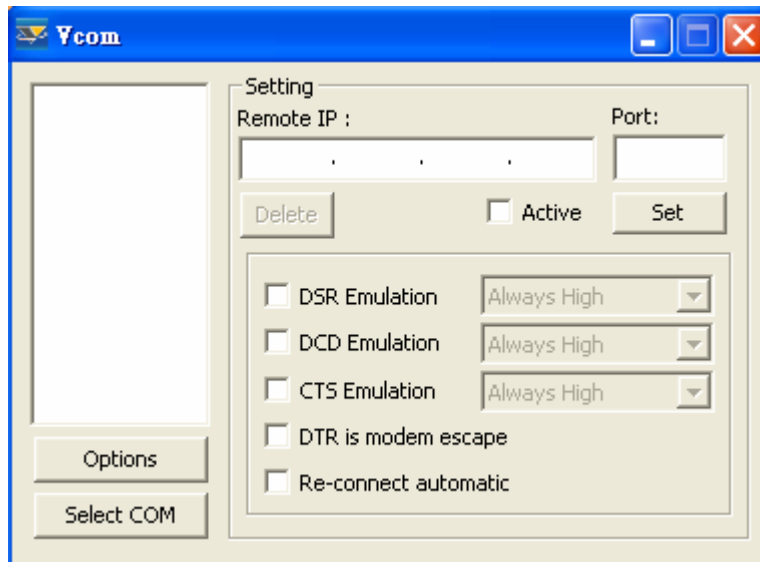 Vcom
Setting
Remote IP :
Port:
. . .
Delete
Active
Set
DSR Emulation
Always High
DCD Emulation
Always High
CTS Emulation
Always High
DTR is modem escape
Re-connect automatic
Options
Select COM